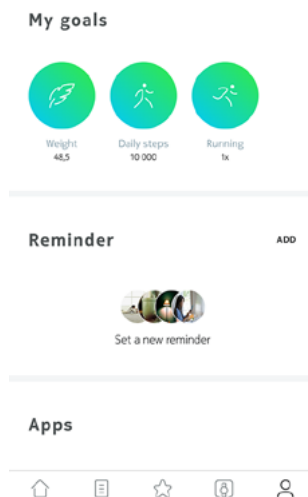 My goals
Weight
48,5
Daily steps
10 000
Running
1x
Reminder
ADD
Set a new reminder
Apps